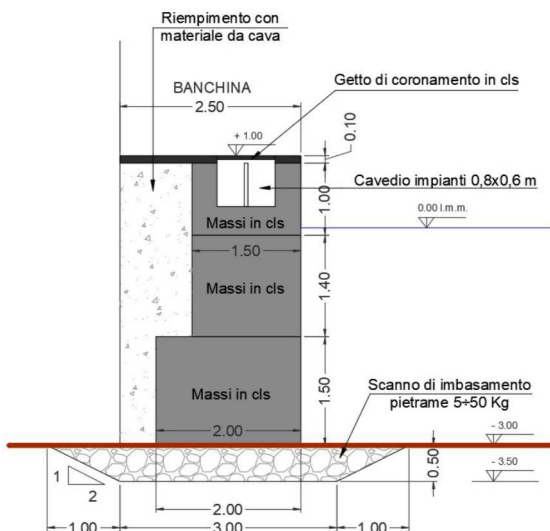 Riempimento con
materiale da cava
Getto di coronamento in cls
BANCHINA
2.50
+ 1.00
0.10
Cavedio impianti 0,8x0,6 m
1.00
Massi in cls
0.00 l.m.m.
1.50
Massi in cls
1.40
Massi in cls
1.50
Scanno di imbasamento
pietrame 5÷50 Kg
2.00
- 3.00
0.50
- 3.50
1
2
2.00
1.00
3.00
1.00